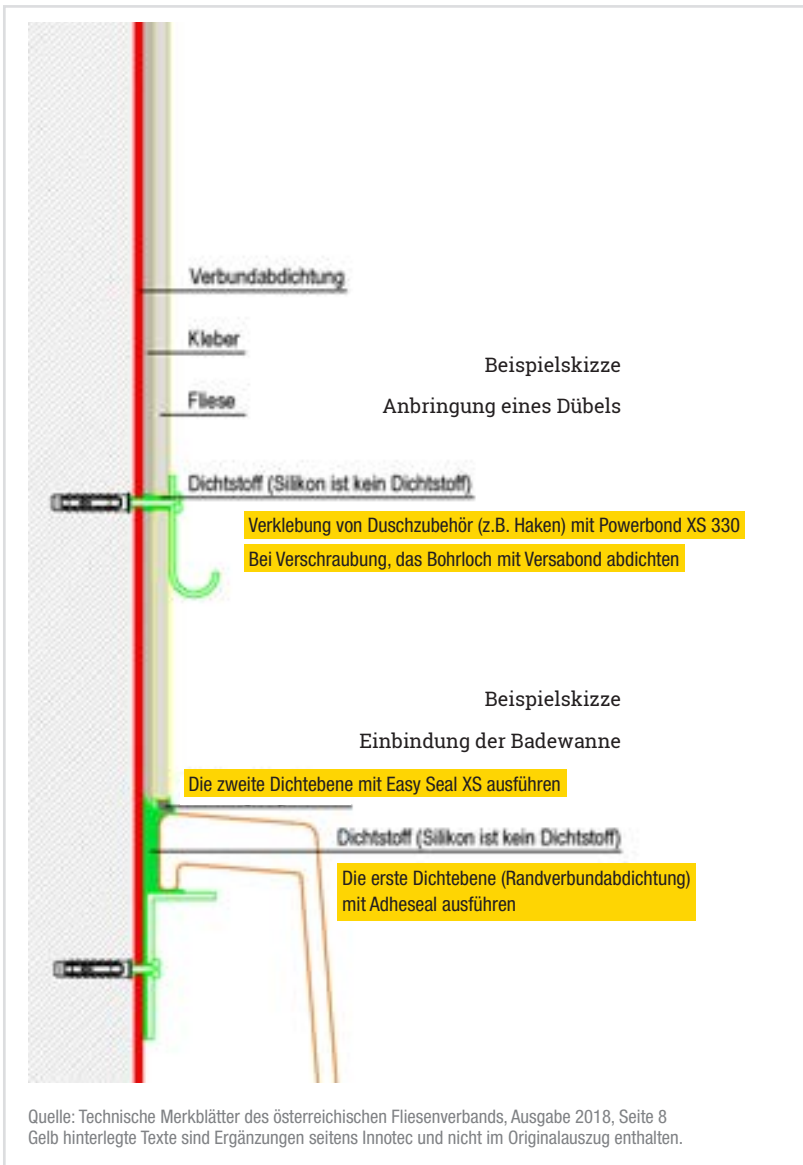 Verbundabdichtung
Kleber
Beispielskizze
Anbringung eines Dübels
Fliese
Dichtstoff (Silikon ist kein Dichtstoff)
Verklebung von Duschzubehör (z.B. Haken) mit Powerbond XS 330
Bei Verschraubung, das Bohrloch mit Versabond abdichten
Beispielskizze
Einbindung der Badewanne
Die zweite Dichtebene mit Easy Seal XS ausführen
Dichtstoff (Silikon ist kein Dichtstoff)
Die erste Dichtebene (Randverbundabdichtung)
mit Adheseal ausführen
Quelle: Technische Merkblätter des österreichischen Fliesenverbands, Ausgabe 2018, Seite 8
Gelb hinterlegte Texte sind Ergänzungen seitens Innotec und nicht im Originalauszug enthalten.